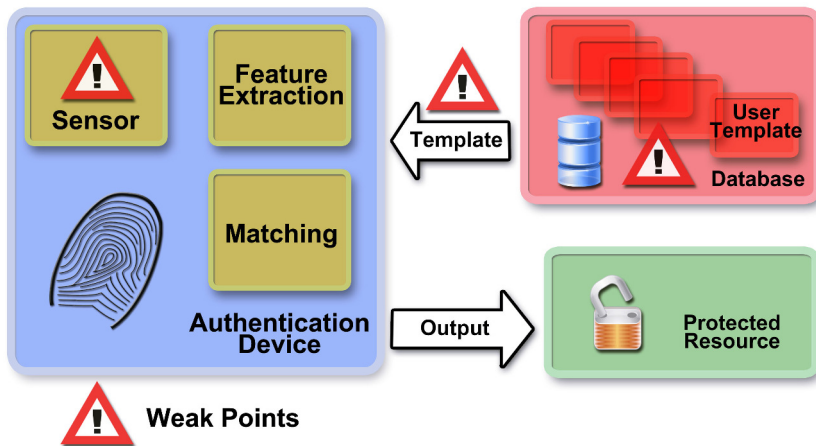 Sensor
Feature
Extraction
Matching
Authentication
Device
Template
User
Template
Database
Output
Protected
Resource
Weak Points